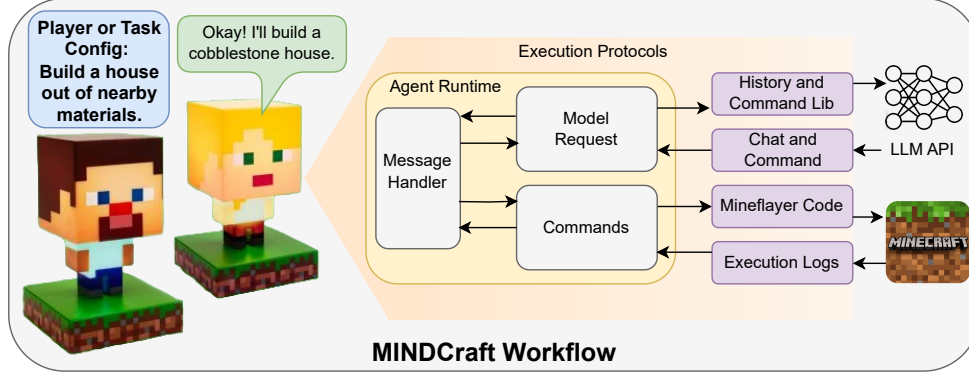 Player or Task
Config:
Build a house
out of nearby
materials.
Okay! I'll build a
cobblestone house.
Execution Protocols
Agent Runtime
Message
Handler
Model
Request
Commands
History and
Command Lib
Chat and
Command
Mineflayer Code
Execution Logs
LLM API
MINECRAFT
MINDCraft Workflow